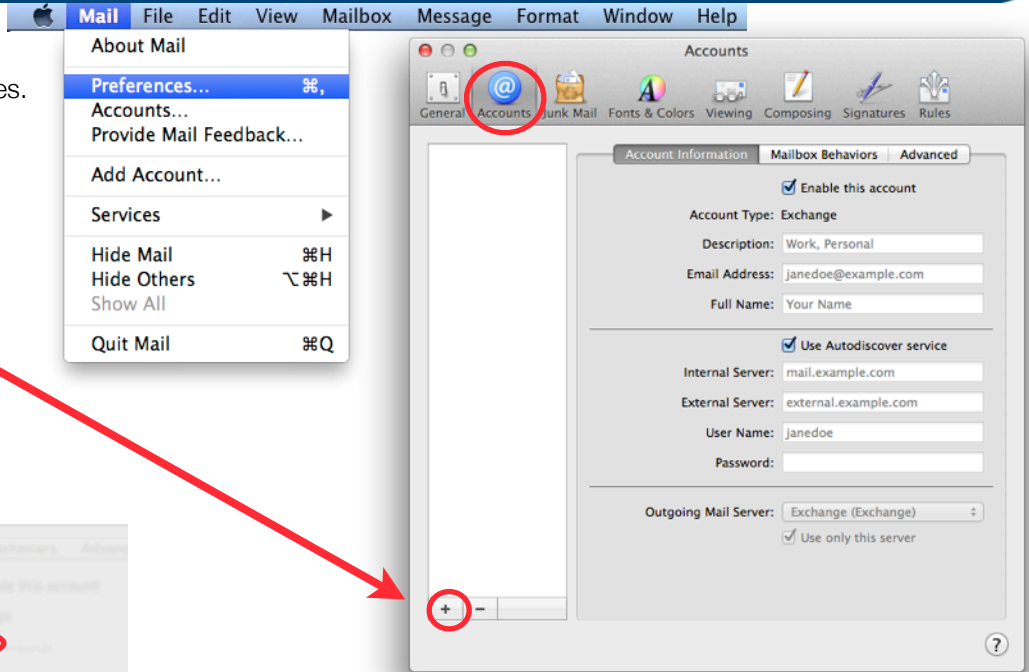 Mail File Edit View Mailbox Message Format Window Help
About Mail
es.
Preferences... ⌘,
Accounts...
Provide Mail Feedback...
Add Account...
Services ▶
Hide Mail ⌘H
Hide Others ⌥⌘H
Show All
Quit Mail ⌘Q
Accounts
General Accounts Junk Mail Fonts & Colors Viewing Composing Signatures Rules
Account Information Mailbox Behaviors Advanced
Enable this account
Account Type: Exchange
Description: Work, Personal
Email Address: janedoe@example.com
Full Name: Your Name
Use Autodiscover service
Internal Server: mail.example.com
External Server: external.example.com
User Name: janedoe
Password:
Outgoing Mail Server: Exchange (Exchange)
Use only this server
+ −
?
this account